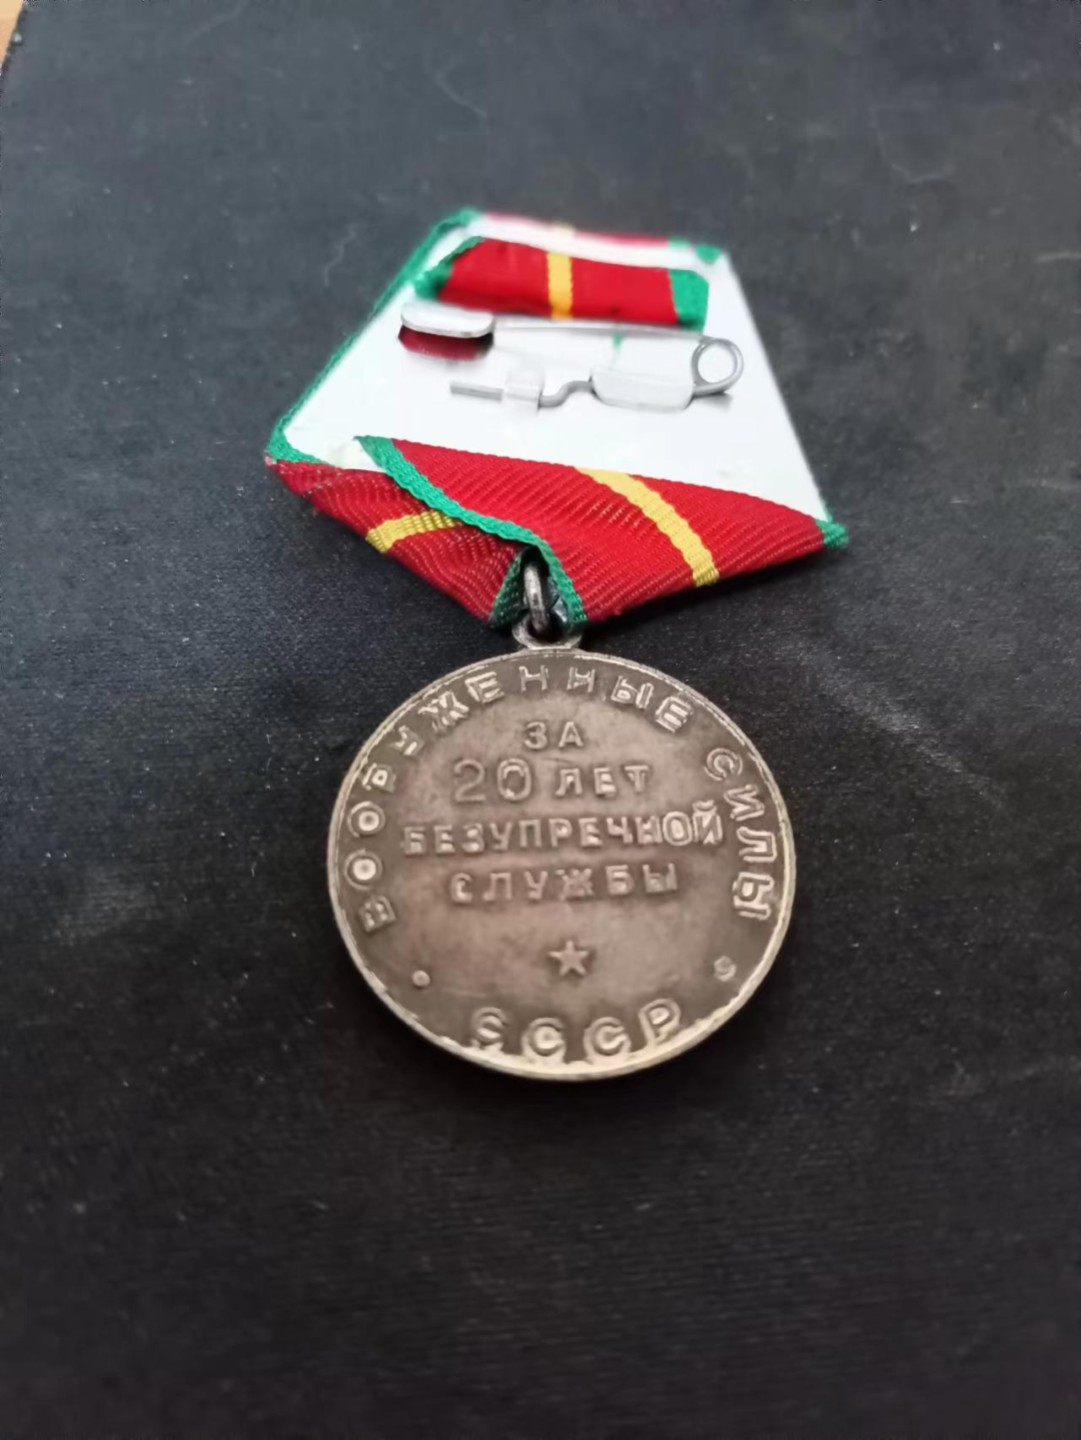 ВООРУЖЕННЫЕ СИЛЫ
ЗА
20 ЛЕТ
БЕЗУПРЕЧНОЙ
СЛУЖБЫ
СССР